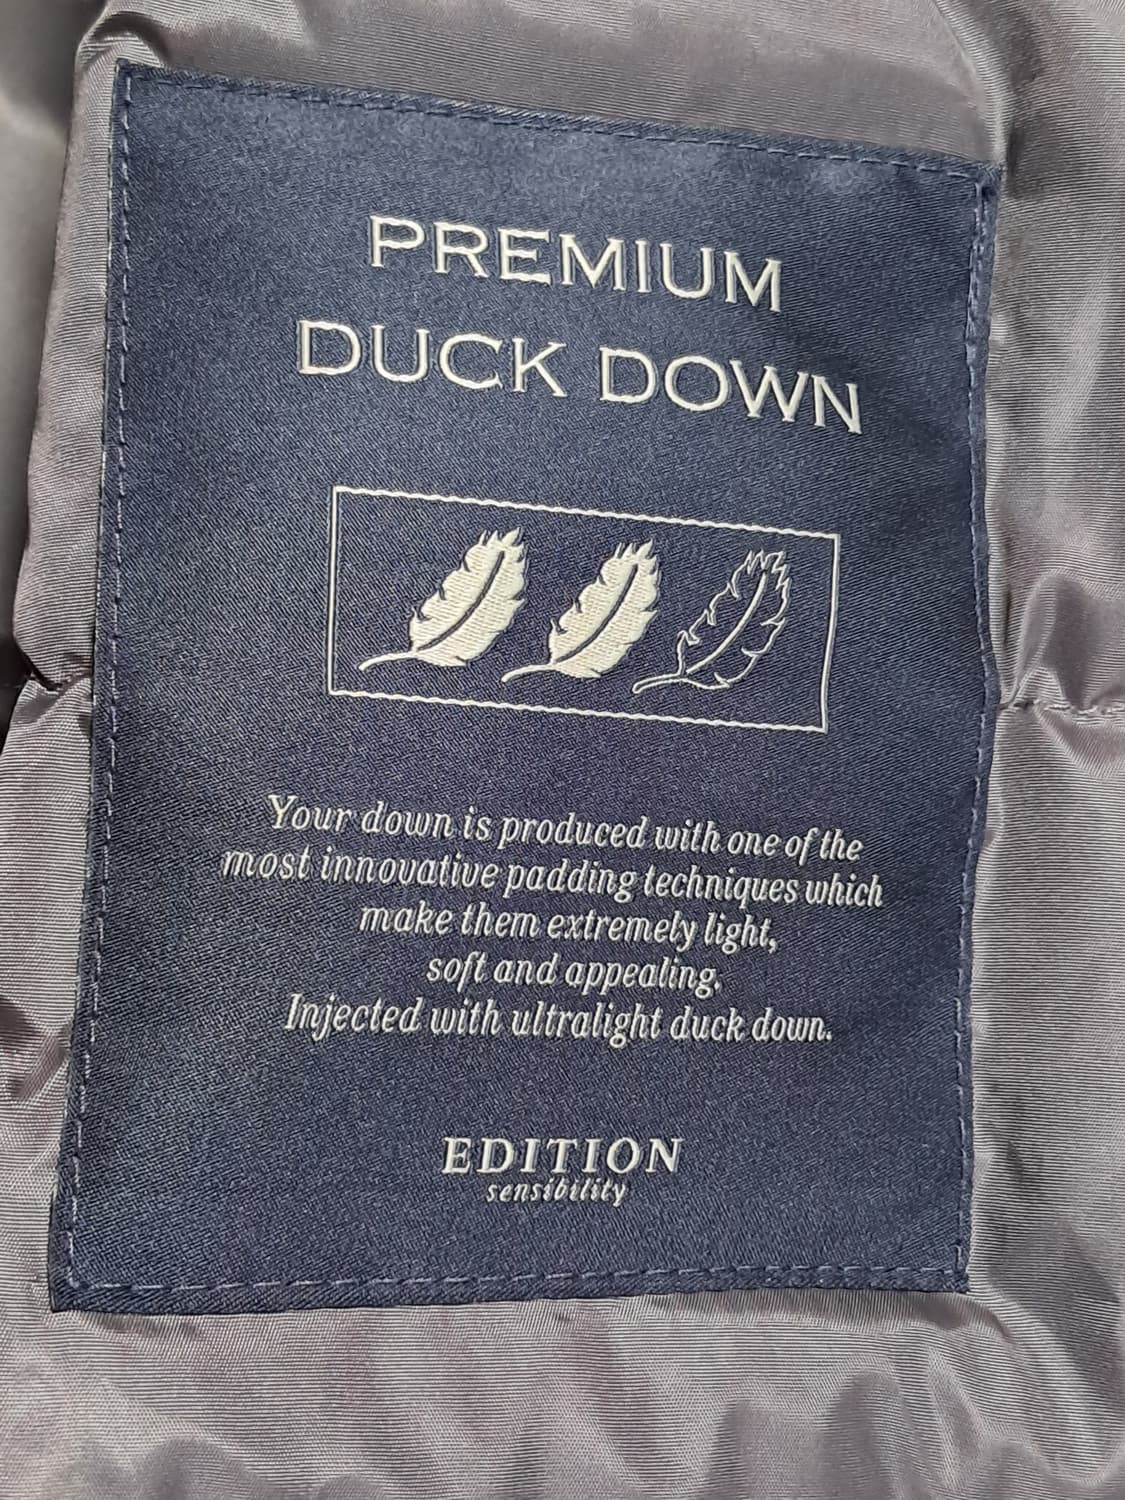 PREMIUM
DUCK DOWN
Your down is produced with one of the
most innovative padding techniques which
make them extremely light,
soft and appealing.
Injected with ultralight duck down.
EDITION
sensibility